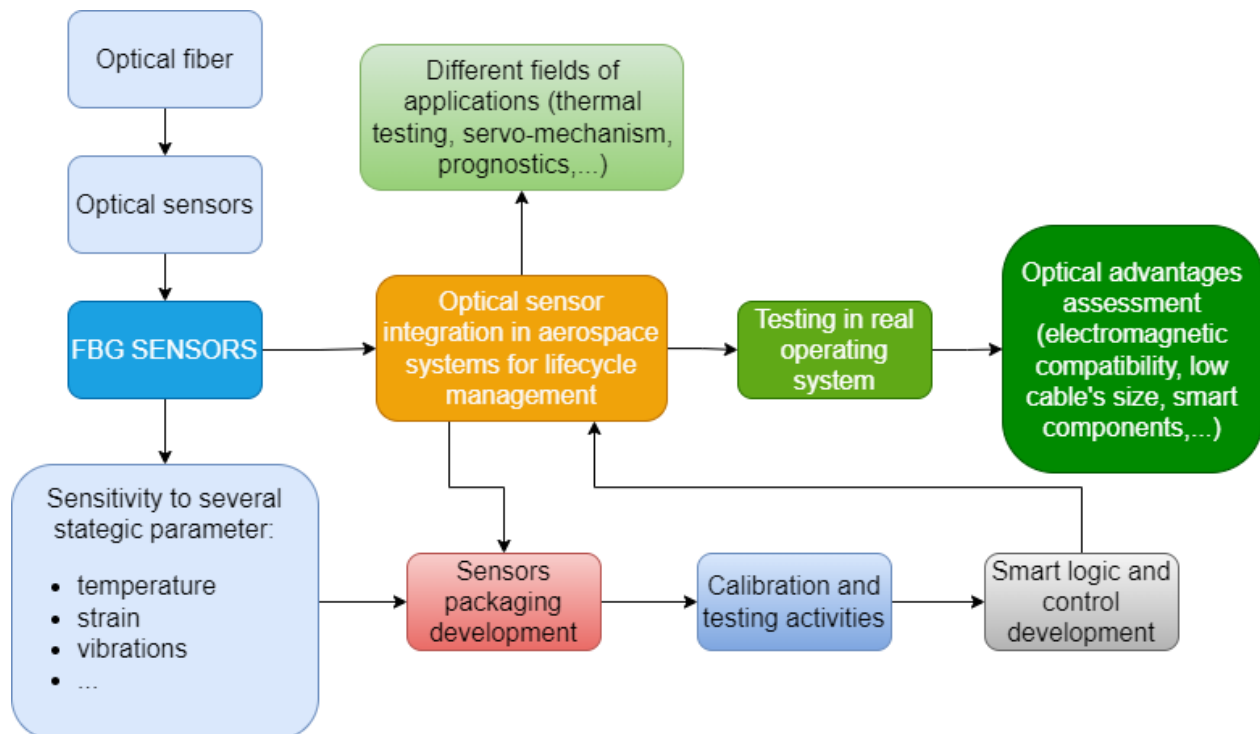 Optical fiber
Different fields of
applications (thermal
testing, servo-mechanism,
prognostics,...)
Optical sensors
FBG SENSORS
Optical sensor
integration in aerospace
systems for lifecycle
management
Testing in real
operating
system
Optical advantages
assessment
(electromagnetic
compatibility, low
cable's size, smart
components,...)
Sensitivity to several
stategic parameter:
• temperature
• strain
• vibrations
• ...
Sensors
packaging
development
Calibration and
testing activities
Smart logic and
control
development